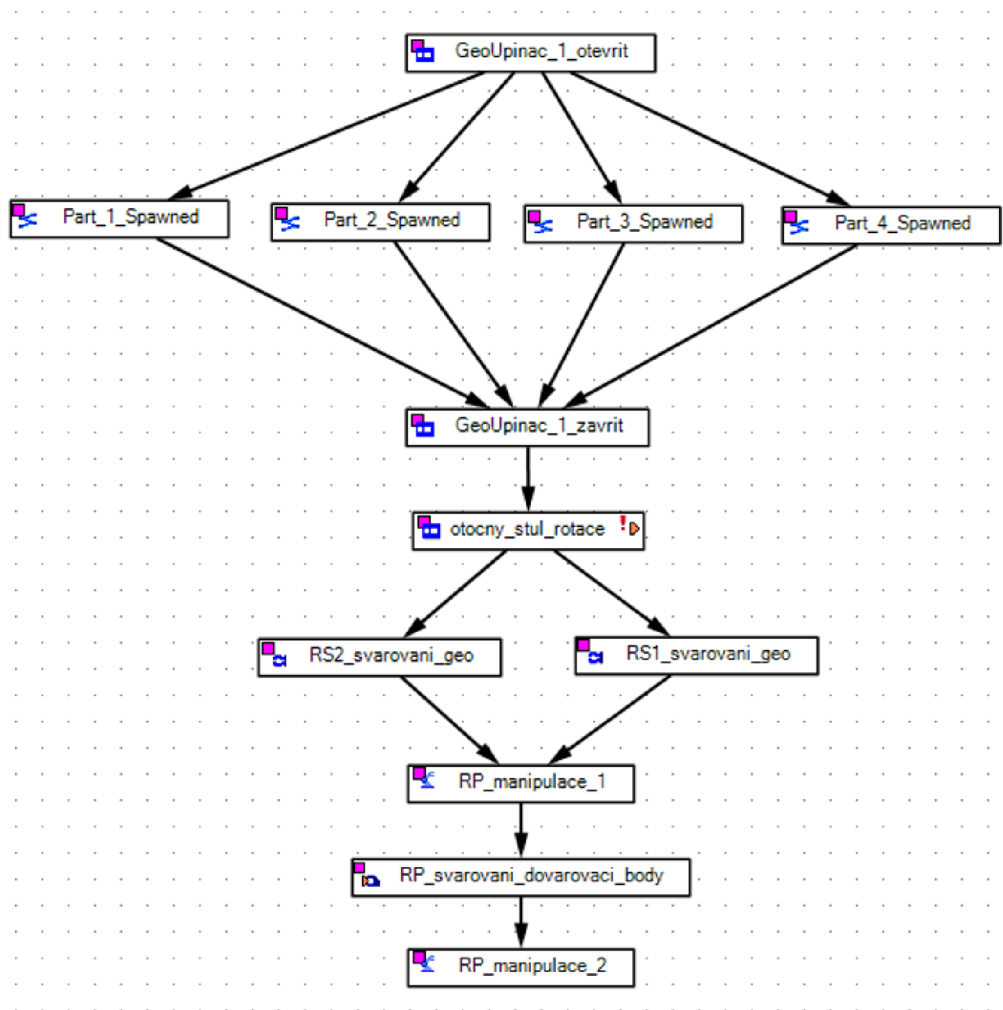 GeoUpinac_1_otevrit
Part_1_Spawned
Part_2_Spawned
Part_3_Spawned
Part_4_Spawned
GeoUpinac_1_zavrit
otocny_stul_rotace
RS2_svarovani_geo
RS1_svarovani_geo
RP_manipulace_1
RP_svarovani_dovarovaci_body
RP_manipulace_2